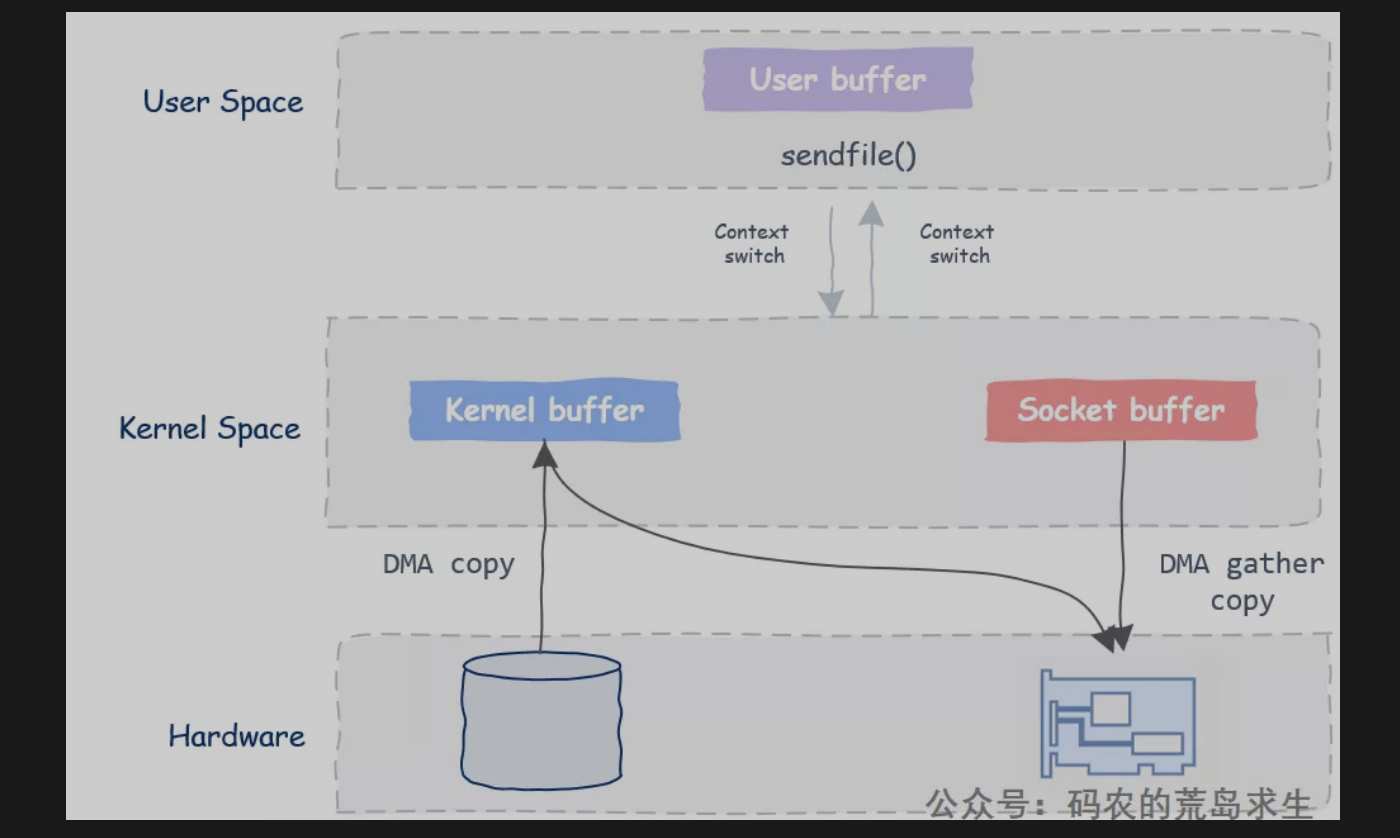 User buffer
User Space
sendfile()
Context
switch
Context
switch
Kernel buffer
Socket buffer
Kernel Space
DMA copy
DMA gather
copy
Hardware
公众号：码农的荒岛求生